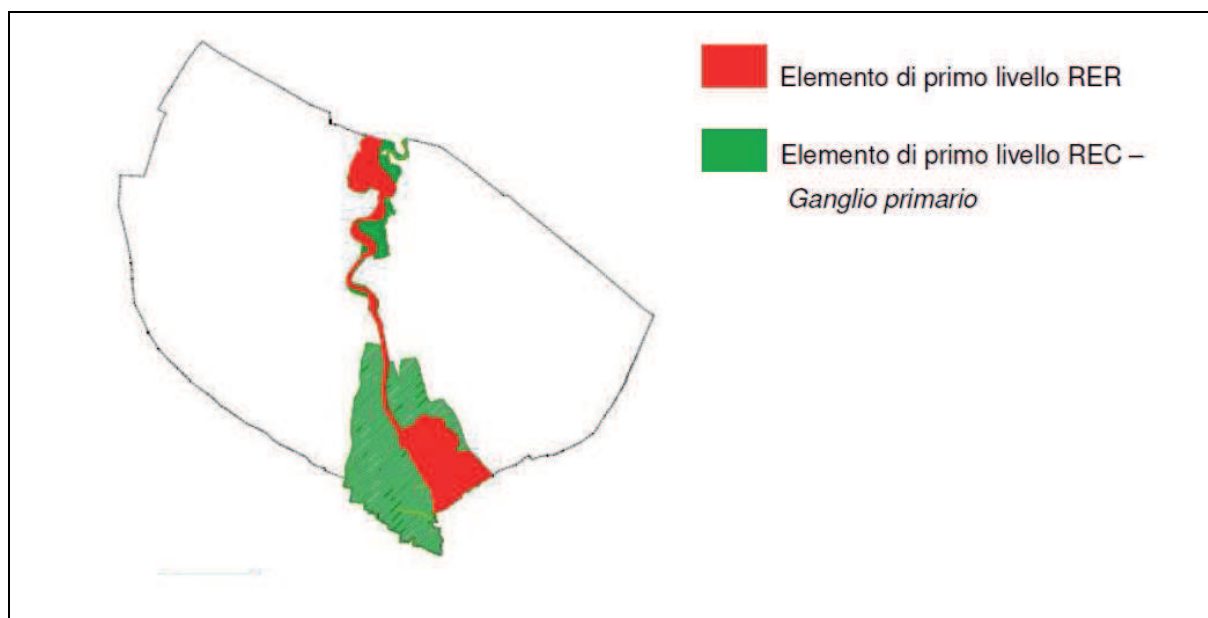 Elemento di primo livello RER
Elemento di primo livello REC –
Ganglio primario